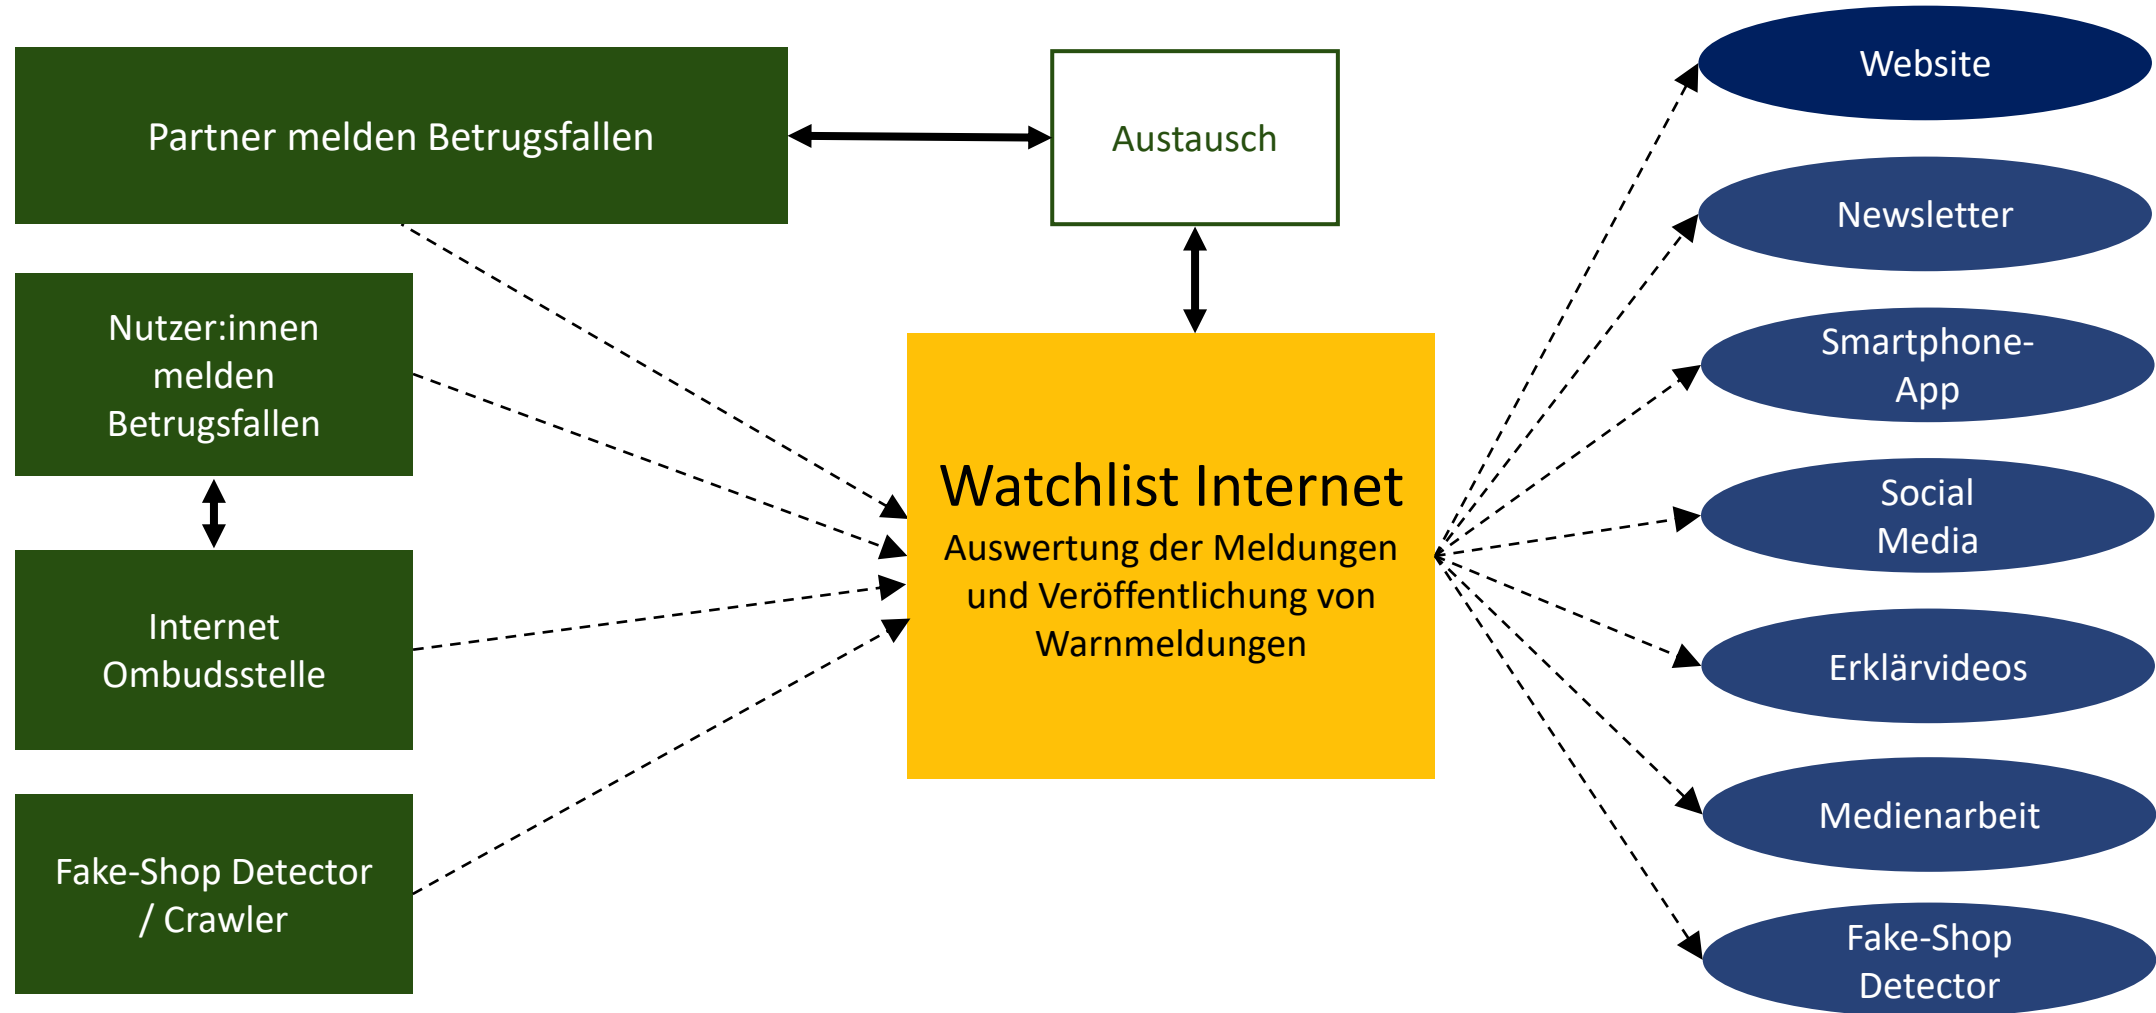 Partner melden Betrugsfallen
Austausch
Nutzer:innen
melden
Betrugsfallen
Internet
Ombudsstelle
Fake-Shop Detector
/ Crawler
Watchlist Internet
Auswertung der Meldungen
und Veröffentlichung von
Warnmeldungen
Website
Newsletter
Smartphone-
App
Social
Media
Erklärvideos
Medienarbeit
Fake-Shop
Detector